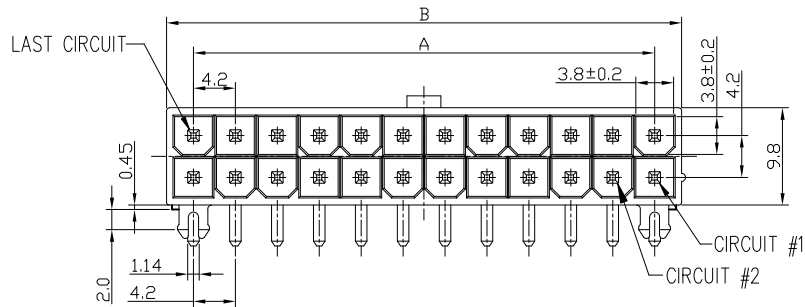 B
LAST CIRCUIT
A
4.2
3.8±0.2
3.8±0.2
4.2
0.45
9.8
CIRCUIT #1
1.14
CIRCUIT #2
2.0
4.2